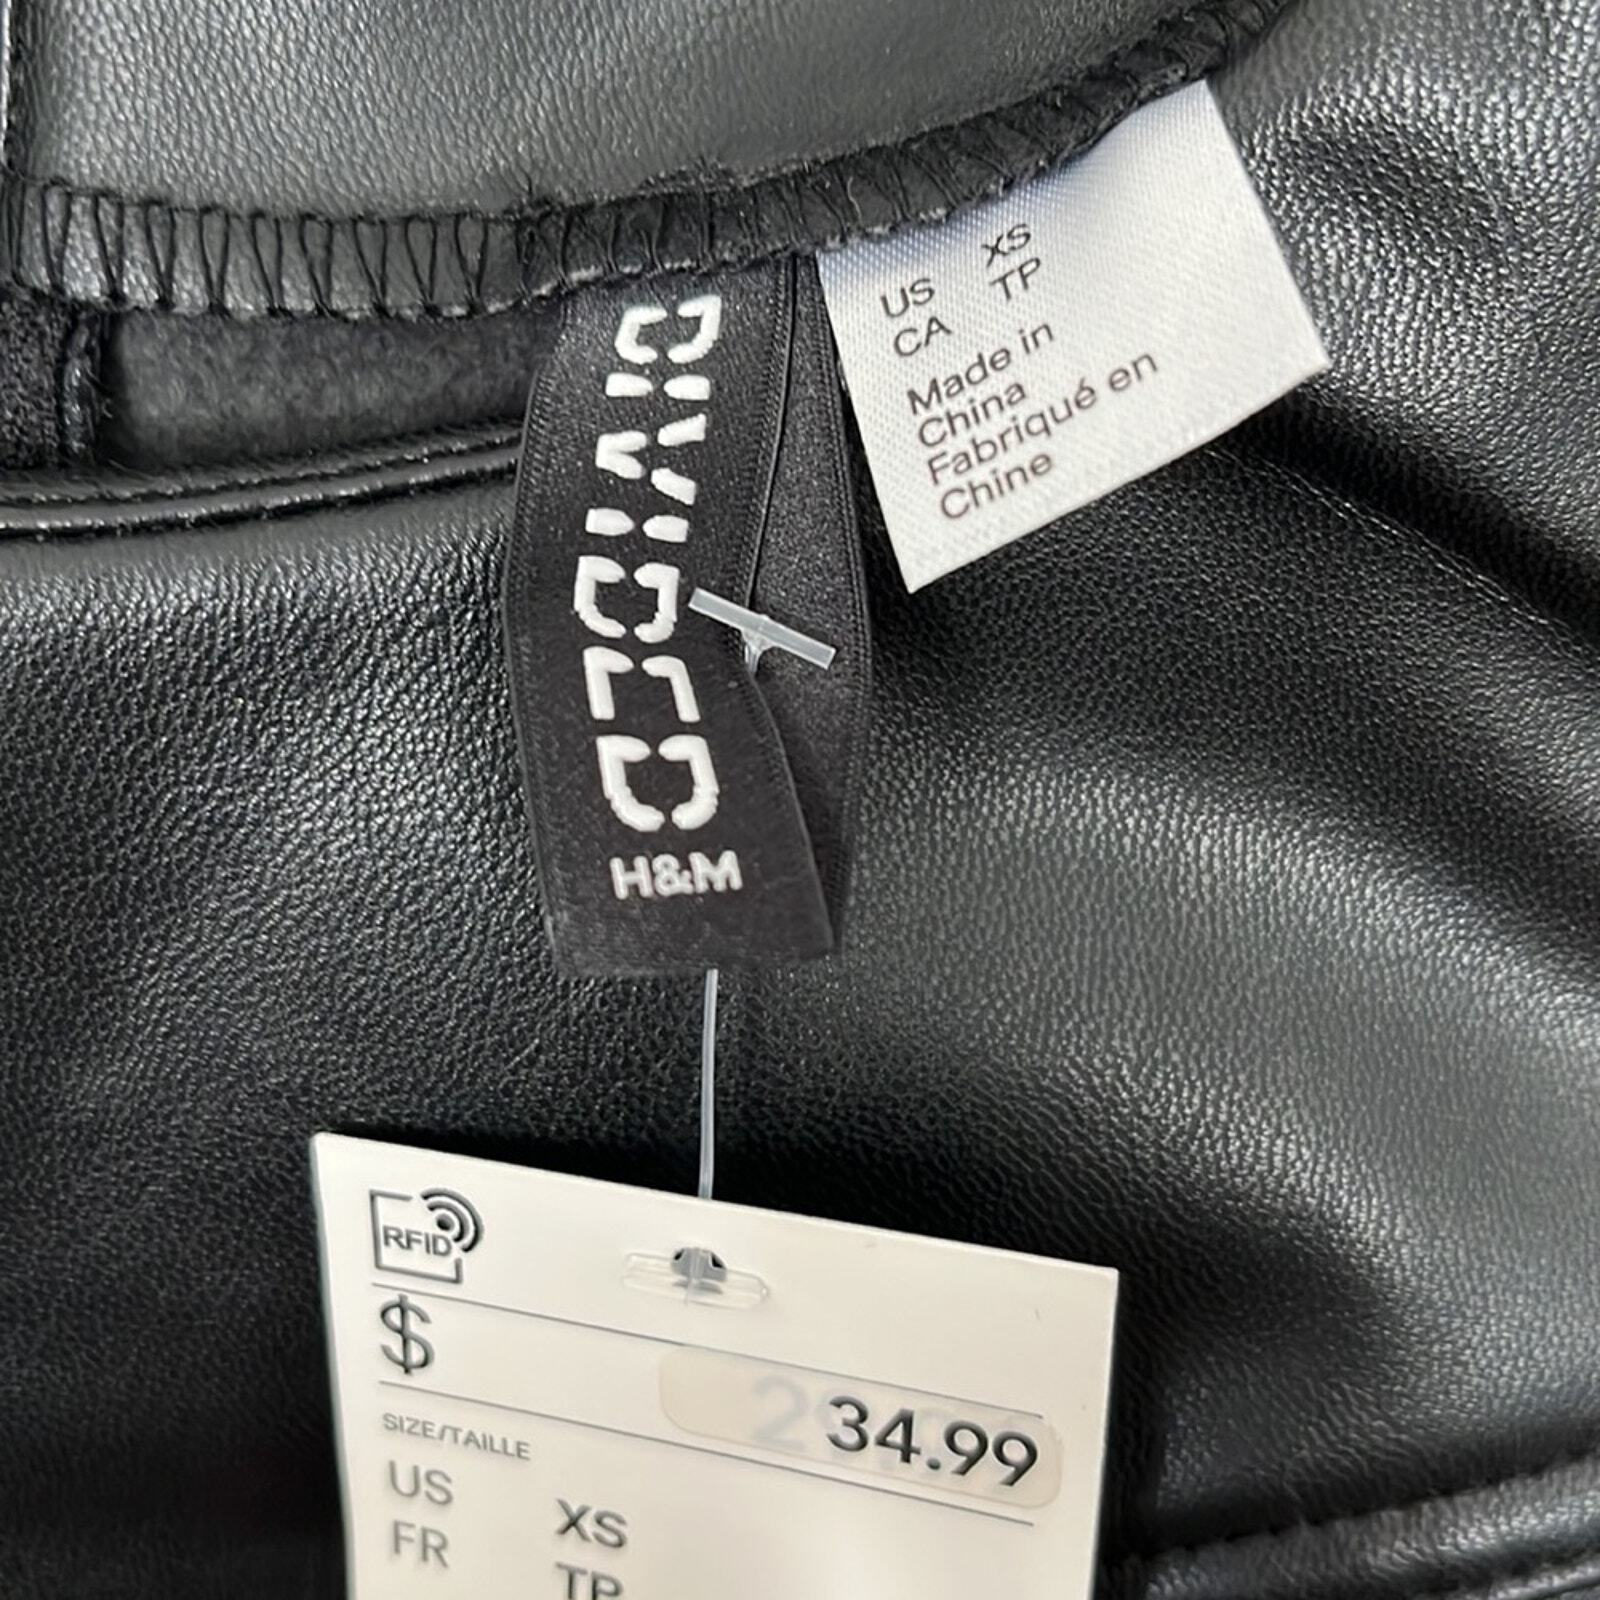 US XS
CA TP
Made in
China
Fabriqué en
Chine
DIVIDED
H&M
RFID
$
34.99
SIZE/TAILLE
US XS
FR TP